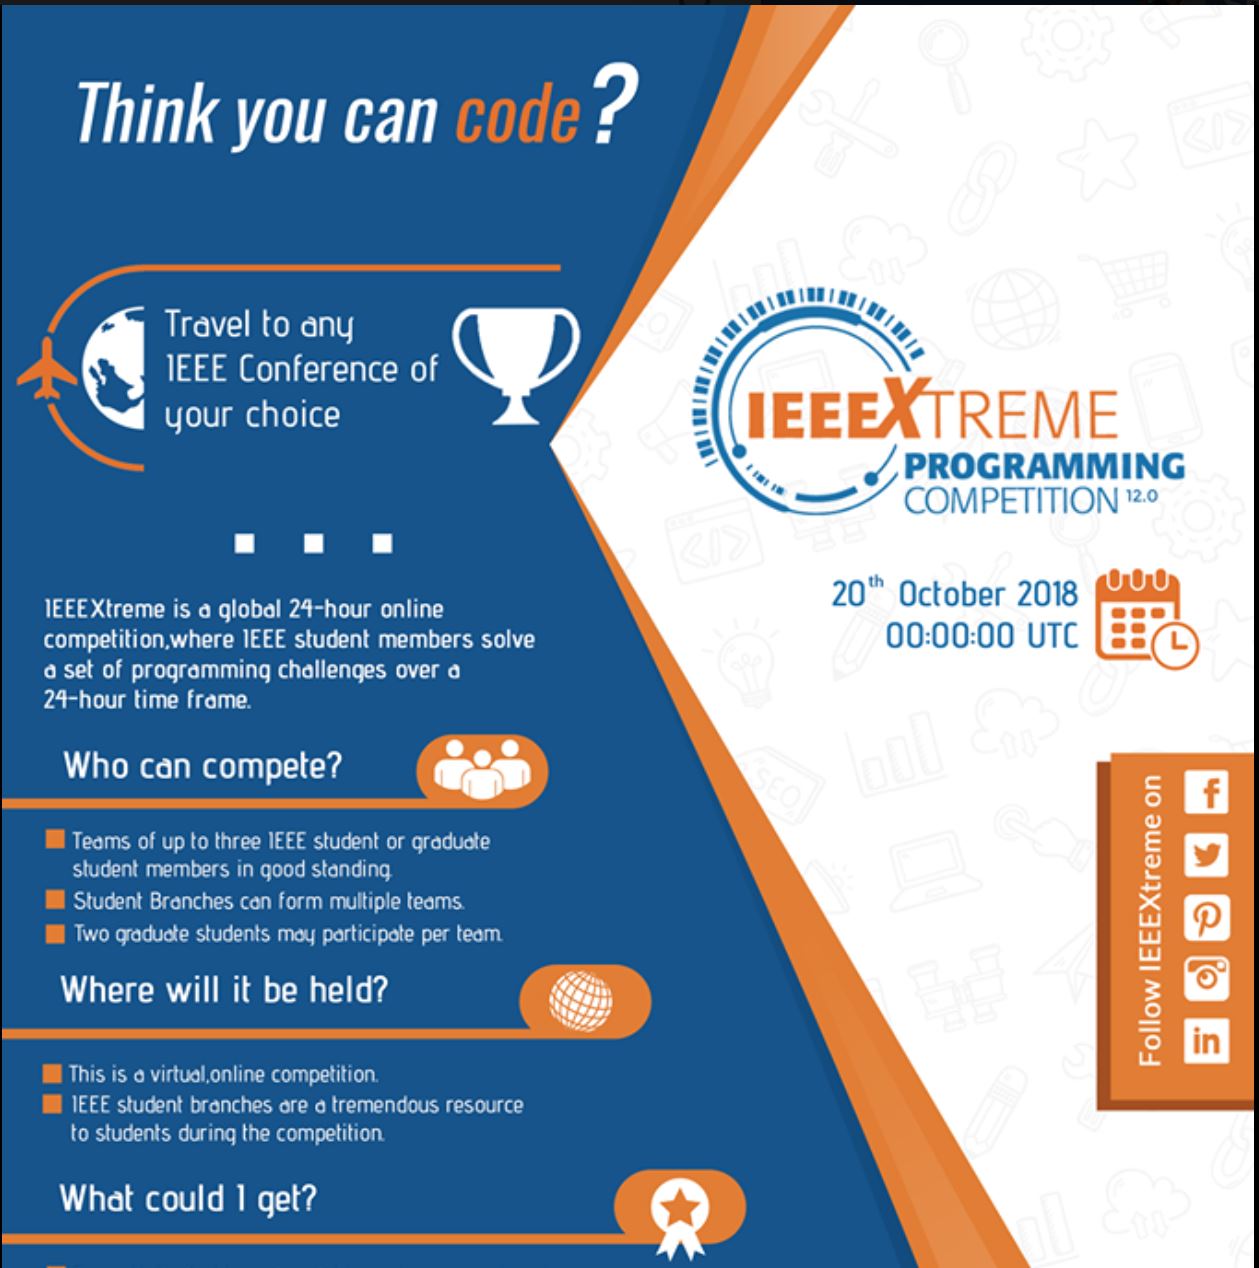 Think you can code?
Travel to any
IEEE Conference of
your choice
IEEEXtreme is a global 24-hour online
competition,where IEEE student members solve
a set of programming challenges over a
24-hour time frame.
Who can compete?
Teams of up to three IEEE student or graduate
student members in good standing.
Student Branches can form multiple teams.
Two graduate students may participate per team.
Where will it be held?
This is a virtual,online competition.
IEEE student branches are a tremendous resource
to students during the competition.
What could I get?
IEEEXTREME
PROGRAMMING
COMPETITION 12.0
20th October 2018
00:00:00 UTC
SEO
Follow IEEEXtreme on